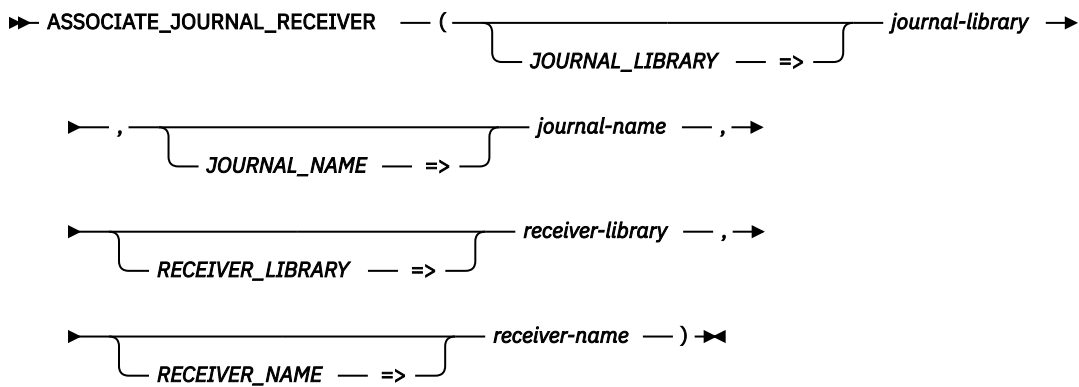 ASSOCIATE_JOURNAL_RECEIVER ( journal-library
JOURNAL_LIBRARY =>
, journal-name ,
JOURNAL_NAME =>
receiver-library ,
RECEIVER_LIBRARY =>
receiver-name )
RECEIVER_NAME =>